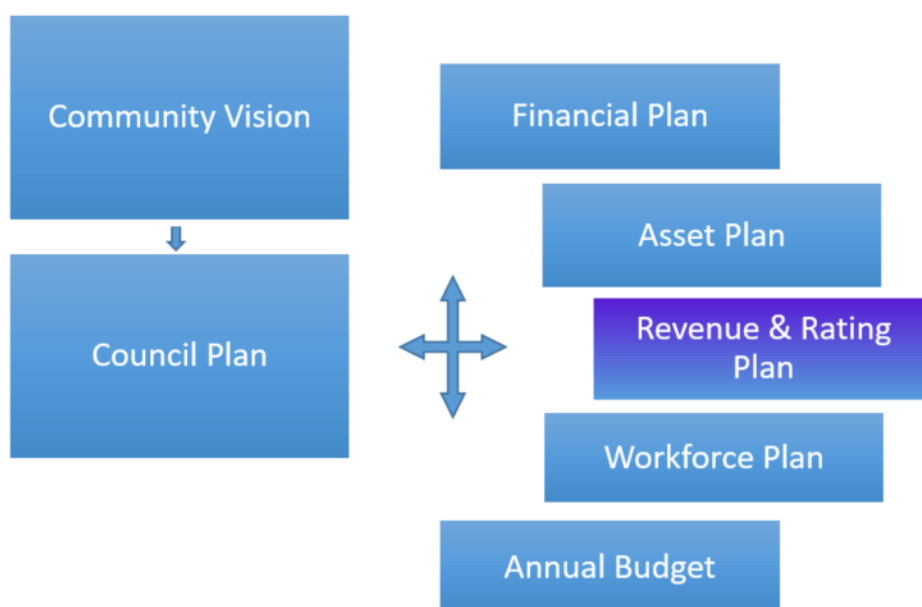 Community Vision
Council Plan
Financial Plan
Asset Plan
Revenue & Rating
Plan
Workforce Plan
Annual Budget